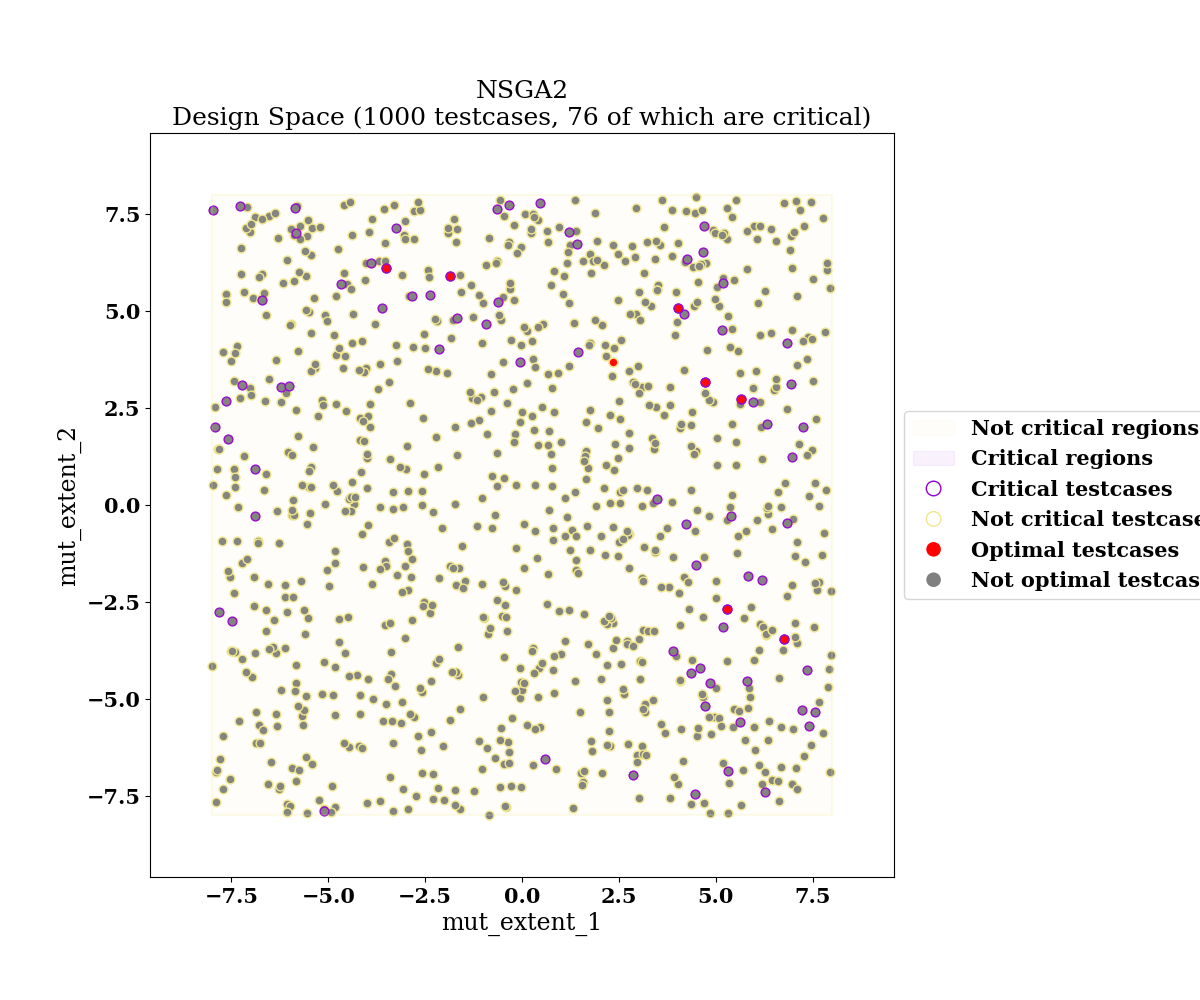 NSGA2
Design Space (1000 testcases, 76 of which are critical)
7.5
5.0
2.5
0.0
−2.5
−5.0
−7.5
mut_extent_2
−7.5 −5.0 −2.5 0.0 2.5 5.0 7.5
mut_extent_1
Not critical regions
Critical regions
Critical testcases
Not critical testcase
Optimal testcases
Not optimal testcas